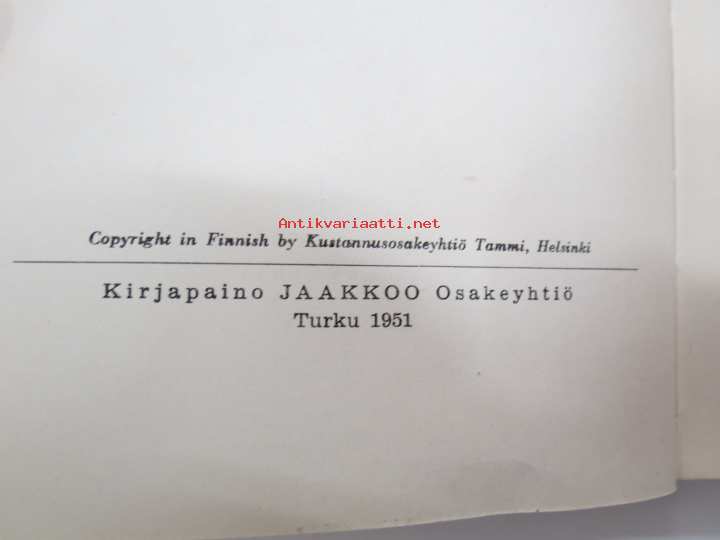 Antikvariaatti.net
Copyright in Finnish by Kustannusosakeyhtiö Tammi, Helsinki
Kirjapaino JAAKKOO Osakeyhtiö
Turku 1951